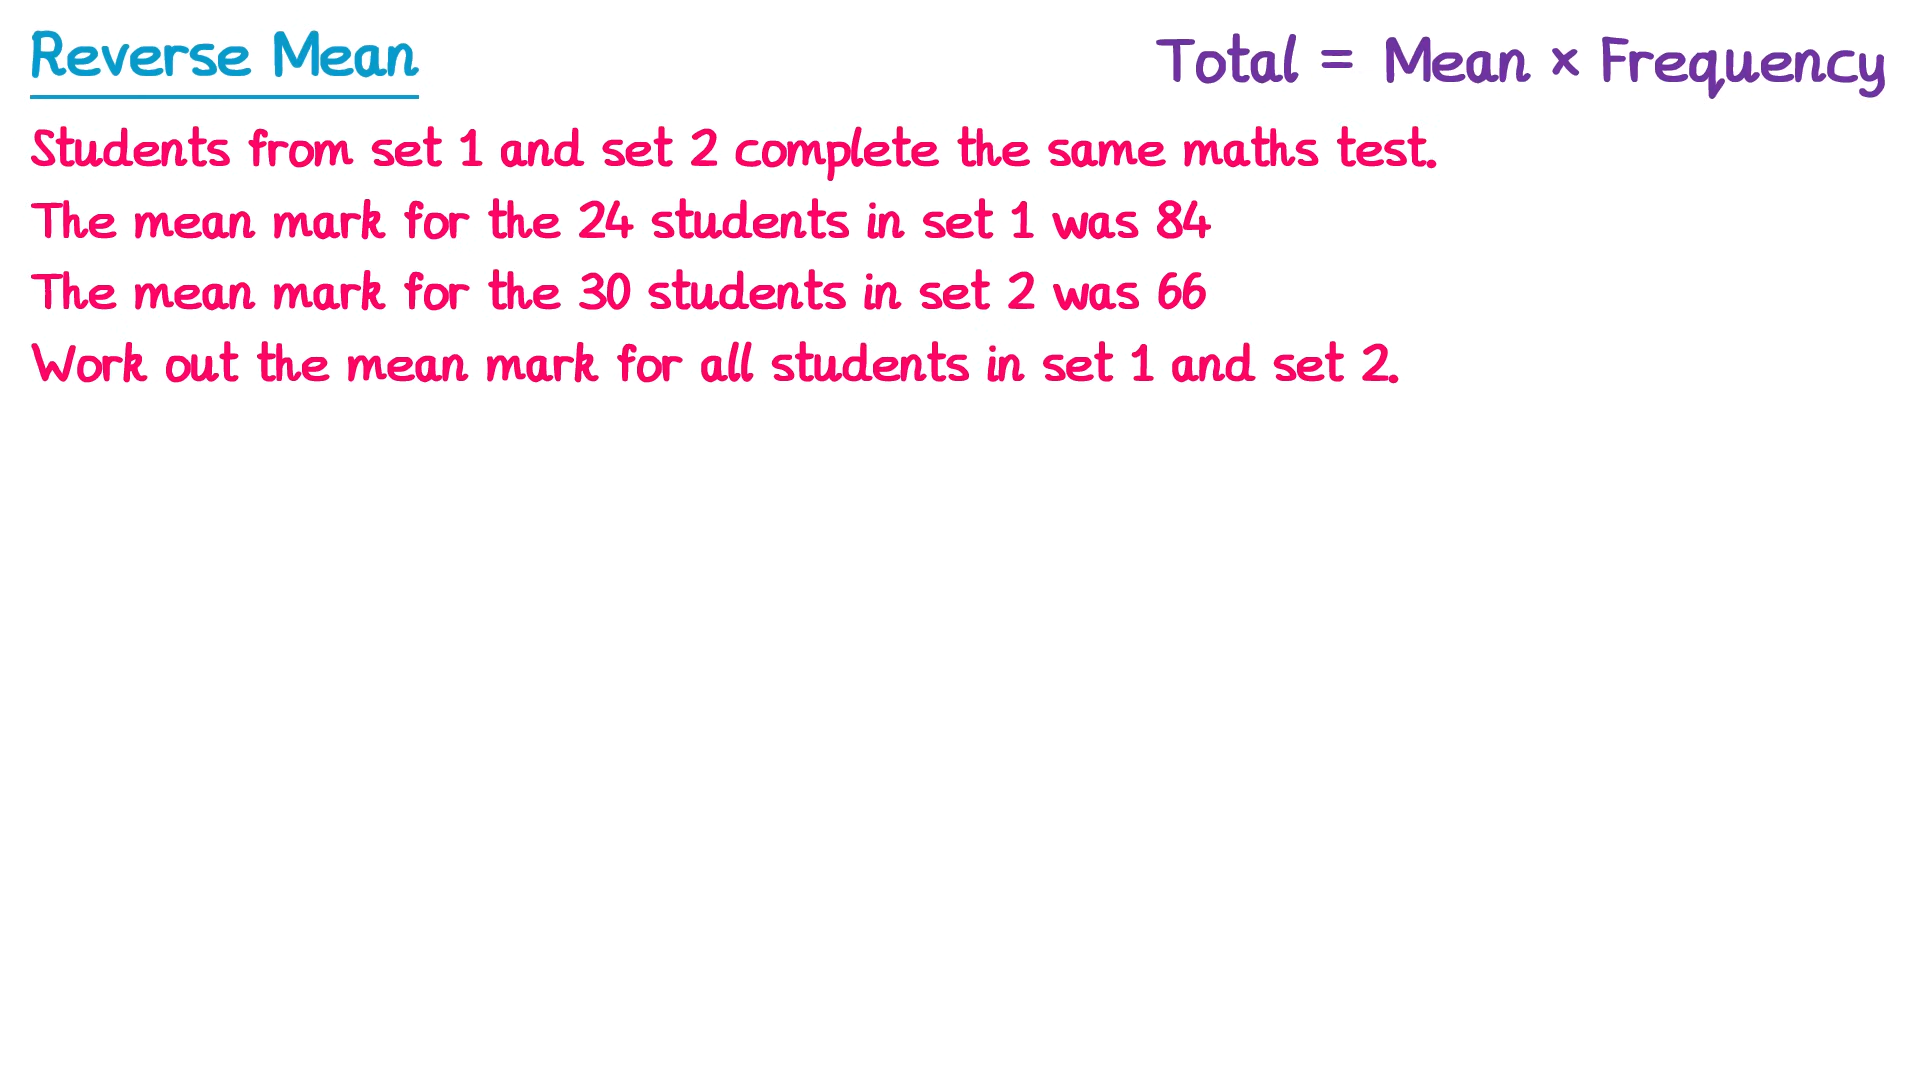 Reverse Mean
Total = Mean × Frequency
Students from set 1 and set 2 complete the same maths test.
The mean mark for the 24 students in set 1 was 84
The mean mark for the 30 students in set 2 was 66
Work out the mean mark for all students in set 1 and set 2.